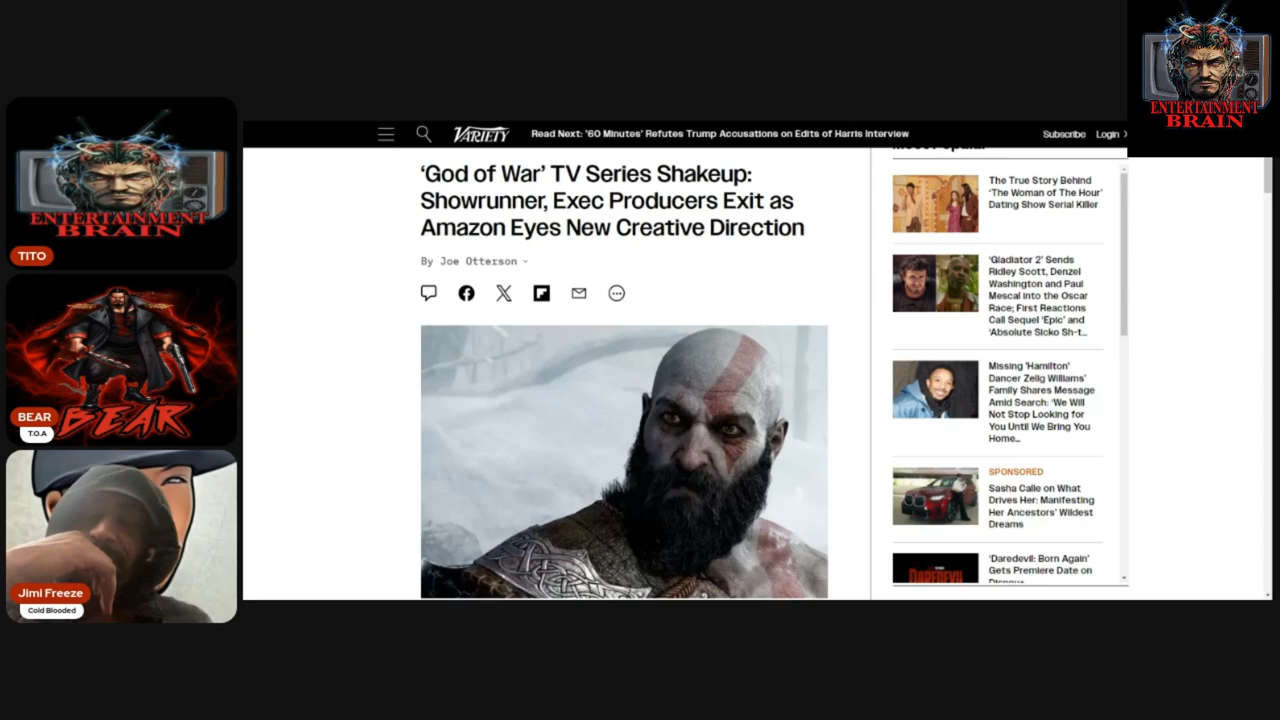 ENTERTAINMENT
BRAIN
TITO
BEAR
BEAR
T.O.A
Jimi Freeze
Cold Blooded
VARIETY
Read Next: '60 Minutes' Refutes Trump Accusations on Edits of Harris Interview
Subscribe
Login
‘God of War’ TV Series Shakeup:
Showrunner, Exec Producers Exit as
Amazon Eyes New Creative Direction
By Joe Otterson
The True Story Behind
‘The Woman of The Hour’
Dating Show Serial Killer
‘Gladiator 2’ Sends
Ridley Scott, Denzel
Washington and Paul
Mescal into the Oscar
Race; First Reactions
Call Sequel ‘Epic’ and
‘Absolute Sicko Sh-t...
Missing 'Hamilton'
Dancer Zelig Williams'
Family Shares Message
Amid Search: ‘We Will
Not Stop Looking for
You Until We Bring You
Home...
SPONSORED
Sasha Calle on What
Drives Her: Manifesting
Her Ancestors’ Wildest
Dreams
DAREDEVIL
‘Daredevil: Born Again’
Gets Premiere Date on
Disney+
ENTERTAINMENT
BRAIN